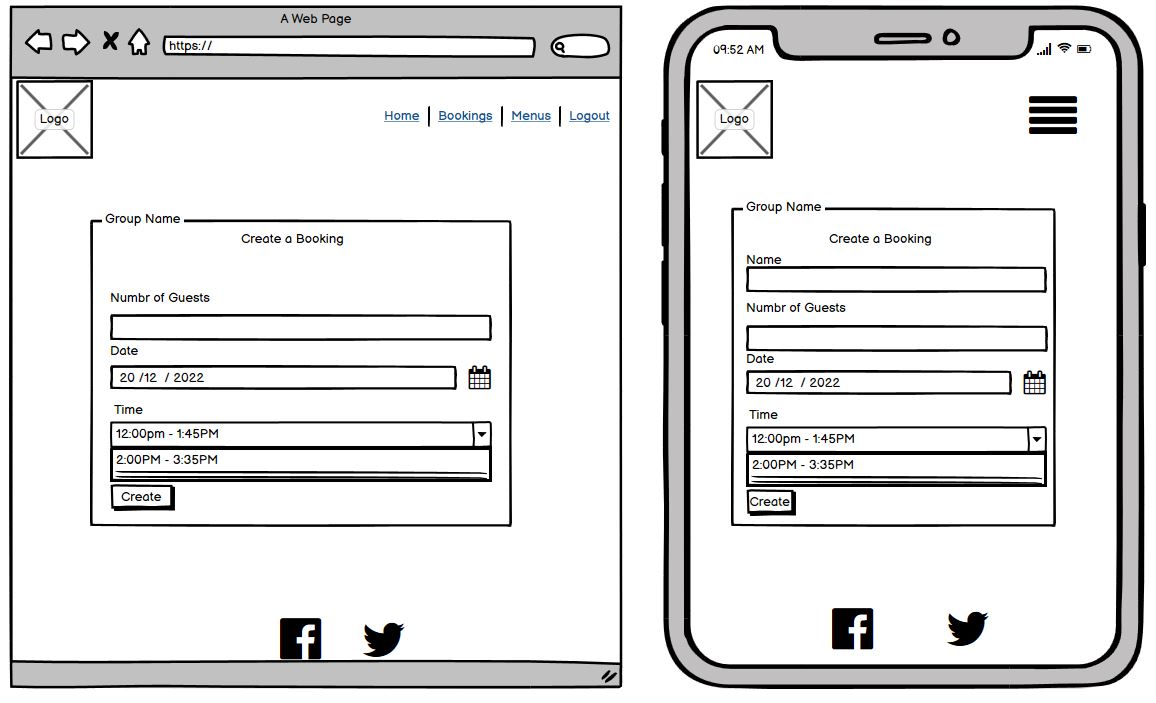 A Web Page
https://
Logo
Home
Bookings
Menus
Logout
Group Name
Create a Booking
Numbr of Guests
Date
20 /12 / 2022
Time
12:00pm - 1:45PM
2:00PM - 3:35PM
Create
09:52 AM
Logo
Group Name
Create a Booking
Name
Numbr of Guests
Date
20 /12 / 2022
Time
12:00pm - 1:45PM
2:00PM - 3:35PM
Create